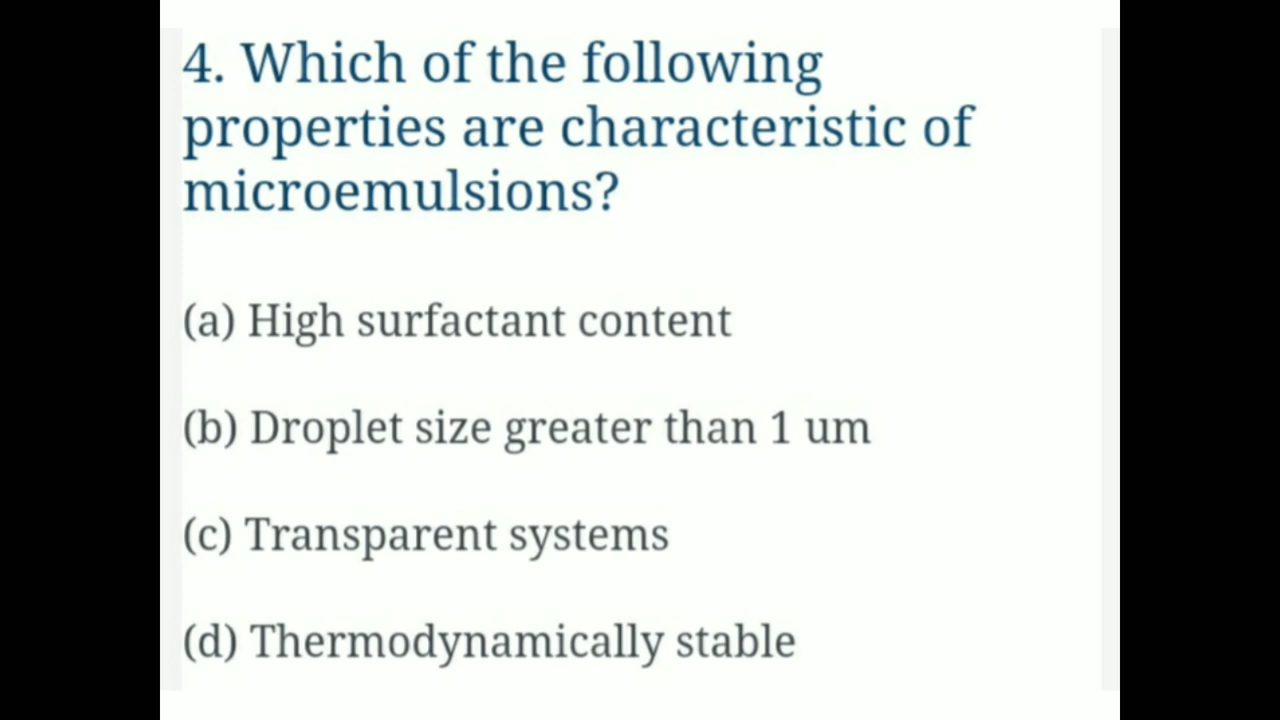 4. Which of the following
properties are characteristic of
microemulsions?
(a) High surfactant content
(b) Droplet size greater than 1 um
(c) Transparent systems
(d) Thermodynamically stable